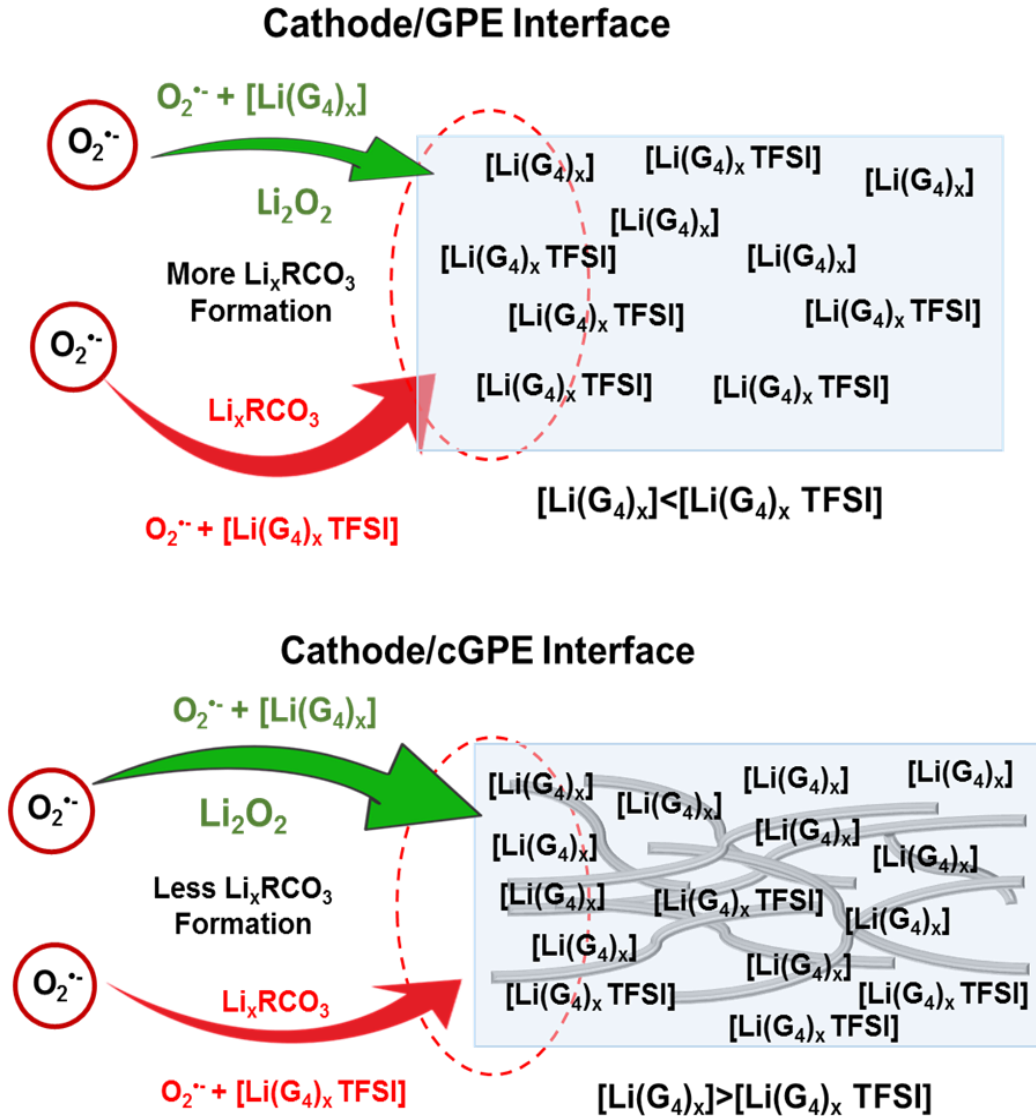 Cathode/GPE Interface
O₂•⁻ + [Li(G₄)ₓ]
O₂•⁻
Li₂O₂
More LiₓRCO₃
Formation
O₂•⁻
LiₓRCO₃
O₂•⁻ + [Li(G₄)ₓ TFSI]
[Li(G₄)ₓ]
[Li(G₄)ₓ TFSI]
[Li(G₄)ₓ]
[Li(G₄)ₓ]
[Li(G₄)ₓ TFSI]
[Li(G₄)ₓ]
[Li(G₄)ₓ TFSI]
[Li(G₄)ₓ TFSI]
[Li(G₄)ₓ TFSI]
[Li(G₄)ₓ TFSI]
[Li(G₄)ₓ]<[Li(G₄)ₓ TFSI]
Cathode/cGPE Interface
O₂•⁻ + [Li(G₄)ₓ]
O₂•⁻
Li₂O₂
Less LiₓRCO₃
Formation
O₂•⁻
LiₓRCO₃
O₂•⁻ + [Li(G₄)ₓ TFSI]
[Li(G₄)ₓ]
[Li(G₄)ₓ]
[Li(G₄)ₓ]
[Li(G₄)ₓ]
[Li(G₄)ₓ]
[Li(G₄)ₓ]
[Li(G₄)ₓ]
[Li(G₄)ₓ]
[Li(G₄)ₓ TFSI]
[Li(G₄)ₓ]
[Li(G₄)ₓ]
[Li(G₄)ₓ]
[Li(G₄)ₓ TFSI]
[Li(G₄)ₓ TFSI]
[Li(G₄)ₓ TFSI]
[Li(G₄)ₓ]>[Li(G₄)ₓ TFSI]